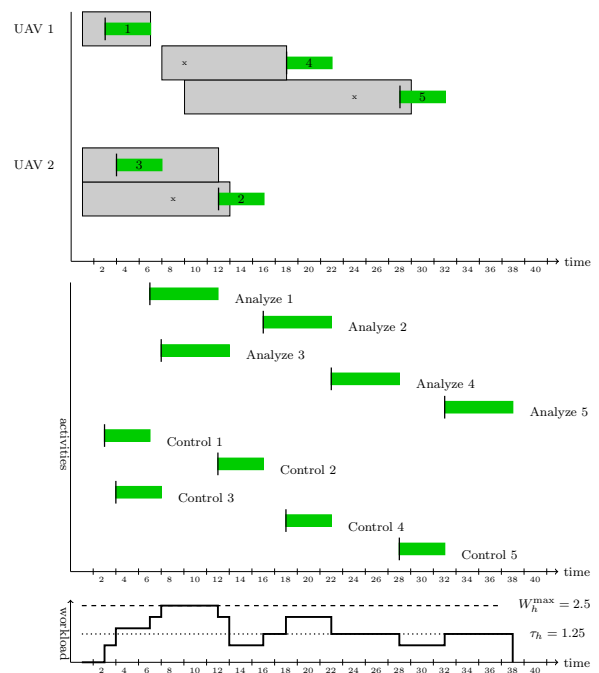 UAV 1
1
x
4
x
5
UAV 2
3
x
2
2 4 6 8 10 12 14 16 18 20 22 24 26 28 30 32 34 36 38 40 time
Analyze 1
Analyze 2
Analyze 3
Analyze 4
Analyze 5
activities
Control 1
Control 2
Control 3
Control 4
Control 5
2 4 6 8 10 12 14 16 18 20 22 24 26 28 30 32 34 36 38 40 time
workload
W_h^max = 2.5
τ_h = 1.25
2 4 6 8 10 12 14 16 18 20 22 24 26 28 30 32 34 36 38 40 time